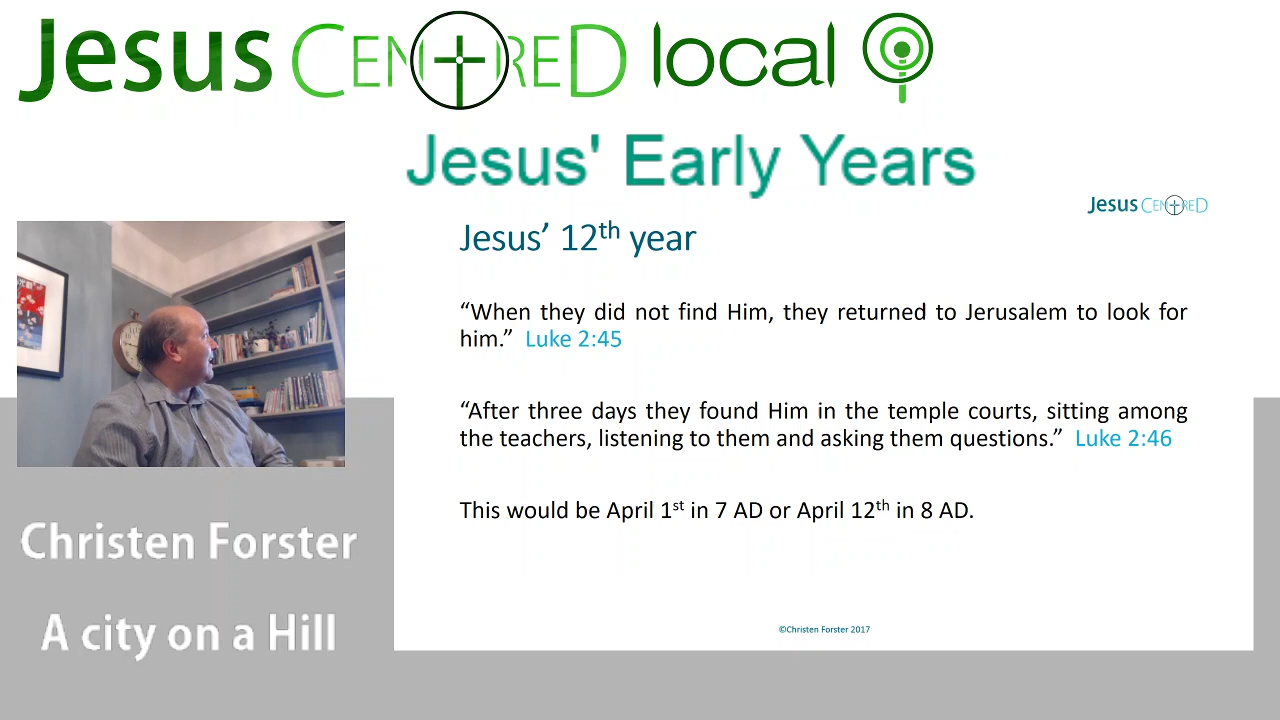 Jesus CENTRED local
Jesus' Early Years
Jesus CENTRED
Jesus’ 12th year
“When they did not find Him, they returned to Jerusalem to look for
him.” Luke 2:45
“After three days they found Him in the temple courts, sitting among
the teachers, listening to them and asking them questions.” Luke 2:46
This would be April 1st in 7 AD or April 12th in 8 AD.
©Christen Forster 2017
Christen Forster
A city on a Hill